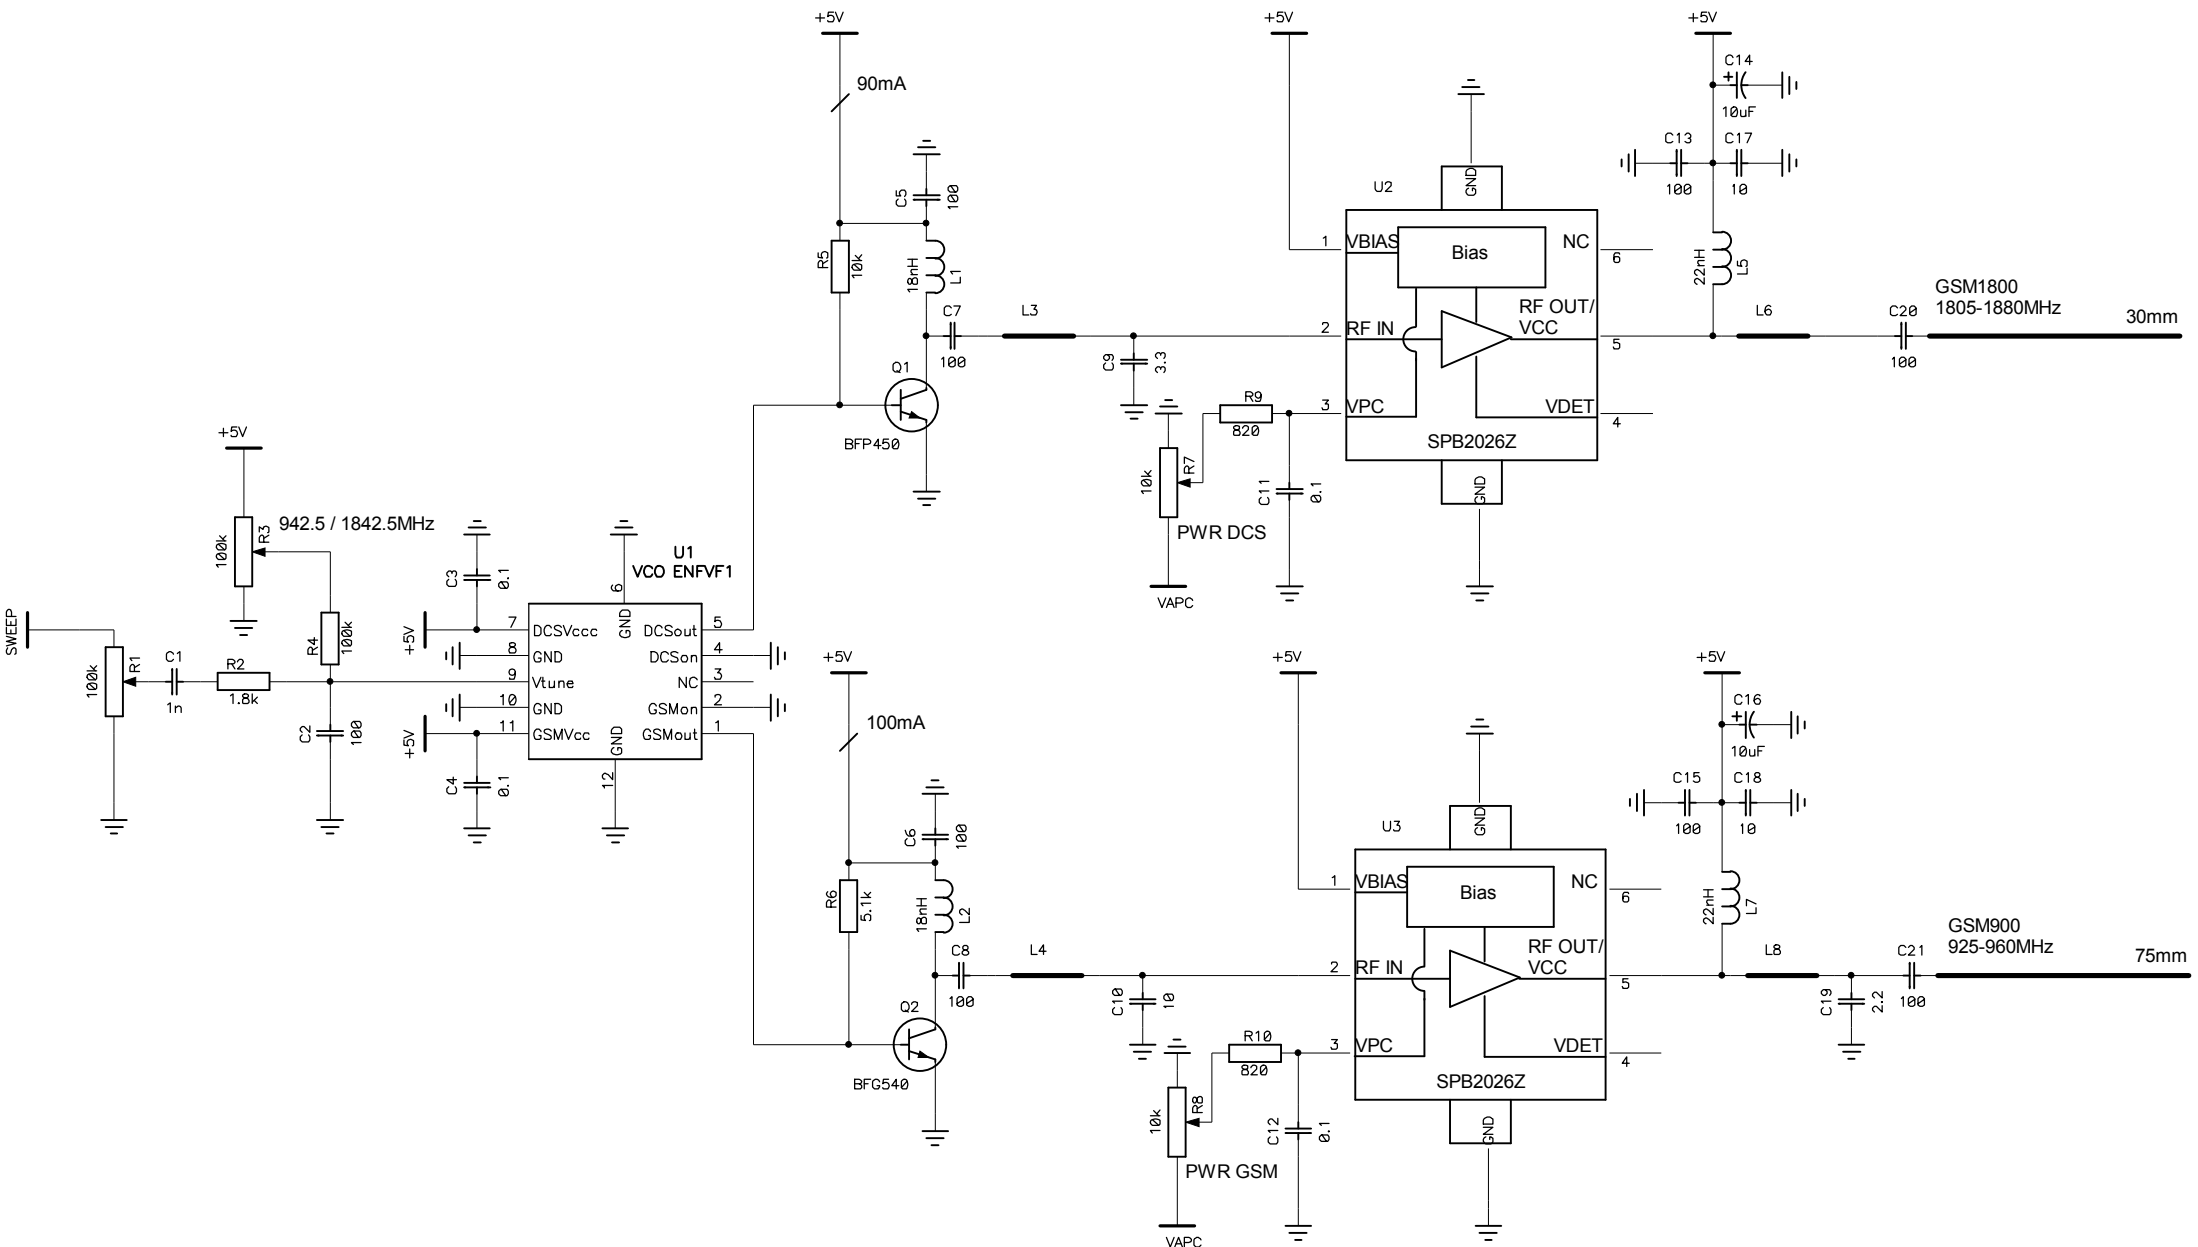 +5V
90mA
C5
100
R5
10k
18nH
L1
C7
100
Q1
BFP450
L3
C9
3.3
+5V
U2
GND
1
VBIAS
Bias
NC
6
2
RF IN
RF OUT/
VCC
5
3
VPC
VDET
4
SPB2026Z
GND
R9
820
10k
R7
C11
0.1
PWR DCS
VAPC
+5V
C14
+
10uF
C13
100
C17
10
22nH
L5
L6
C20
100
GSM1800
1805-1880MHz
30mm
+5V
100k
R3
942.5 / 1842.5MHz
R4
100k
SWEEP
100k
R1
C1
1n
R2
1.8k
C2
100
C3
0.1
+5V
+5V
C4
0.1
U1
VCO ENFVF1
6
GND
7
DCSVccc
DCSout
5
8
GND
DCSon
4
9
Vtune
NC
3
10
GND
GSMon
2
11
GSMVcc
GSMout
1
GND
12
+5V
100mA
C6
100
R6
5.1k
18nH
L2
C8
100
Q2
BFG540
L4
C10
10
+5V
U3
GND
1
VBIAS
Bias
NC
6
2
RF IN
RF OUT/
VCC
5
3
VPC
VDET
4
SPB2026Z
GND
R10
820
10k
R8
C12
0.1
PWR GSM
VAPC
+5V
C16
+
10uF
C15
100
C18
10
22nH
L7
L8
C19
2.2
C21
100
GSM900
925-960MHz
75mm